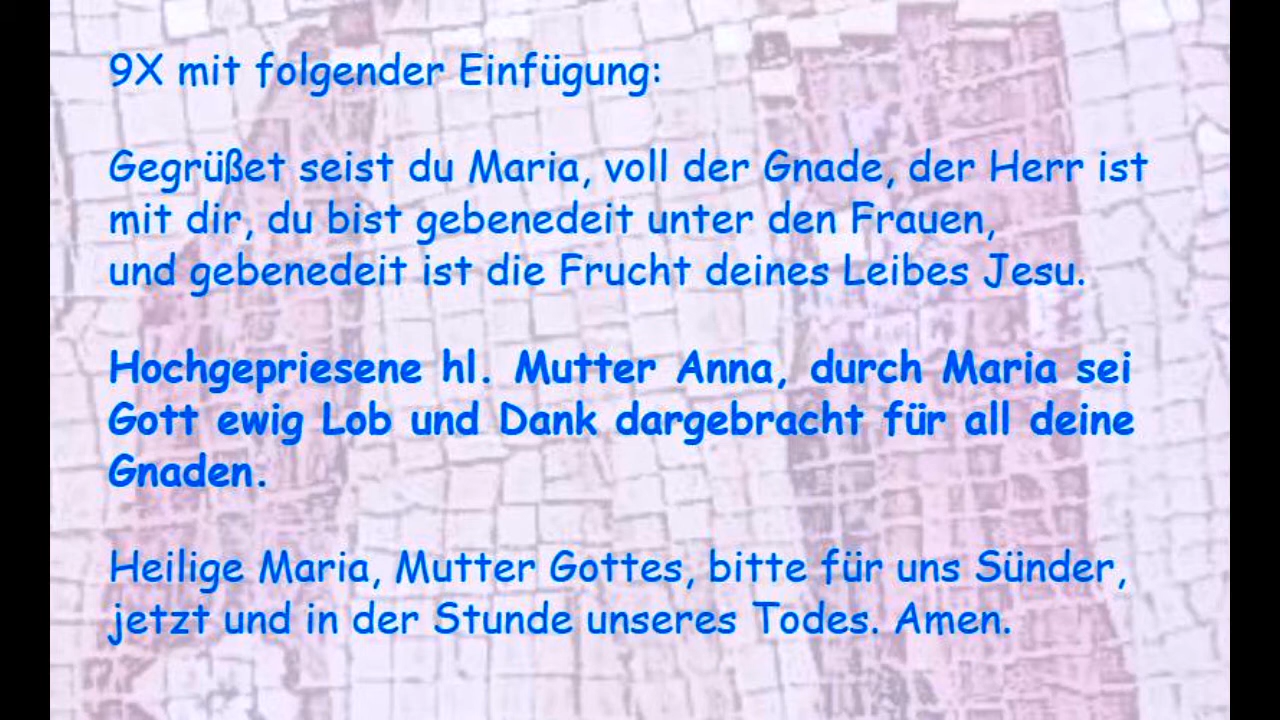 9X mit folgender Einfügung:
Gegrüßet seist du Maria, voll der Gnade, der Herr ist
mit dir, du bist gebenedeit unter den Frauen,
und gebenedeit ist die Frucht deines Leibes Jesu.
Hochgepriesene hl. Mutter Anna, durch Maria sei
Gott ewig Lob und Dank dargebracht für all deine
Gnaden.
Heilige Maria, Mutter Gottes, bitte für uns Sünder,
jetzt und in der Stunde unseres Todes. Amen.